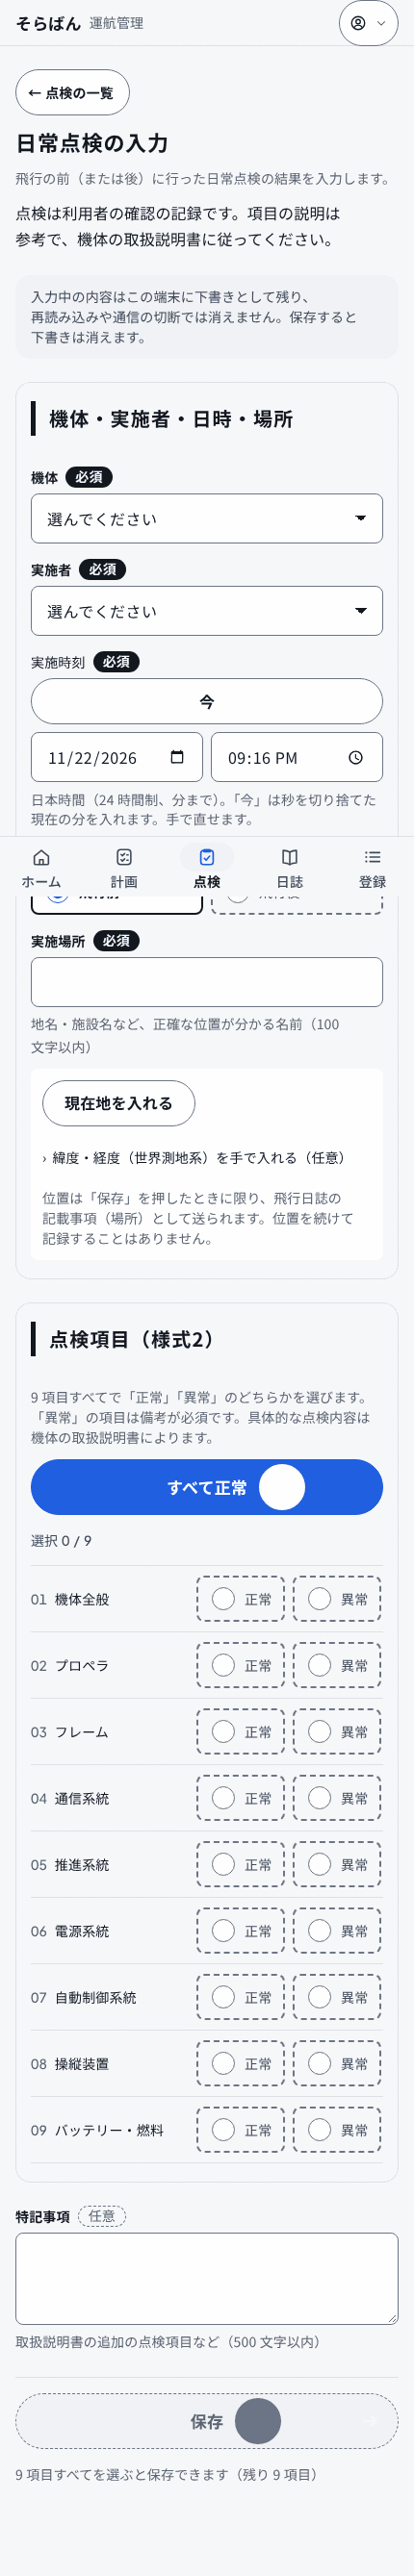 そらばん 運航管理
← 点検の一覧
日常点検の入力
飛行の前（または後）に行った日常点検の結果を入力します。
点検は利用者の確認の記録です。項目の説明は
参考で、機体の取扱説明書に従ってください。
入力中の内容はこの端末に下書きとして残り、
再読み込みや通信の切断では消えません。保存すると
下書きは消えます。
機体・実施者・日時・場所
機体 必須
選んでください
実施者 必須
選んでください
実施時刻 必須
今
11/22/2026 09:16 PM
日本時間（24 時間制、分まで）。「今」は秒を切り捨てた
現在の分を入れます。手で直せます。
ホーム 計画 点検 日誌 登録
実施場所 必須
地名・施設名など、正確な位置が分かる名前（100
文字以内）
現在地を入れる
› 緯度・経度（世界測地系）を手で入れる（任意）
位置は「保存」を押したときに限り、飛行日誌の
記載事項（場所）として送られます。位置を続けて
記録することはありません。
点検項目（様式2）
9 項目すべてで「正常」「異常」のどちらかを選びます。
「異常」の項目は備考が必須です。具体的な点検内容は
機体の取扱説明書によります。
すべて正常
選択 0 / 9
01 機体全般 正常 異常
02 プロペラ 正常 異常
03 フレーム 正常 異常
04 通信系統 正常 異常
05 推進系統 正常 異常
06 電源系統 正常 異常
07 自動制御系統 正常 異常
08 操縦装置 正常 異常
09 バッテリー・燃料 正常 異常
特記事項 任意
取扱説明書の追加の点検項目など（500 文字以内）
保存
9 項目すべてを選ぶと保存できます（残り 9 項目）